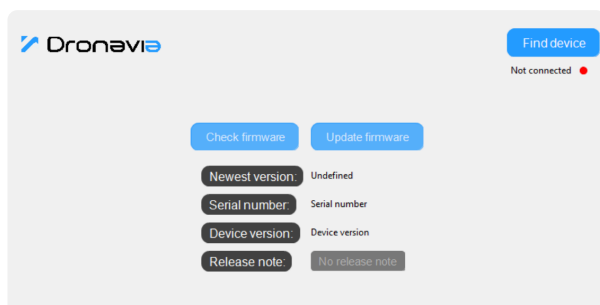 Dronavia
Find device
Not connected
Check firmware Update firmware
Newest version: Undefined
Serial number: Serial number
Device version: Device version
Release note: No release note